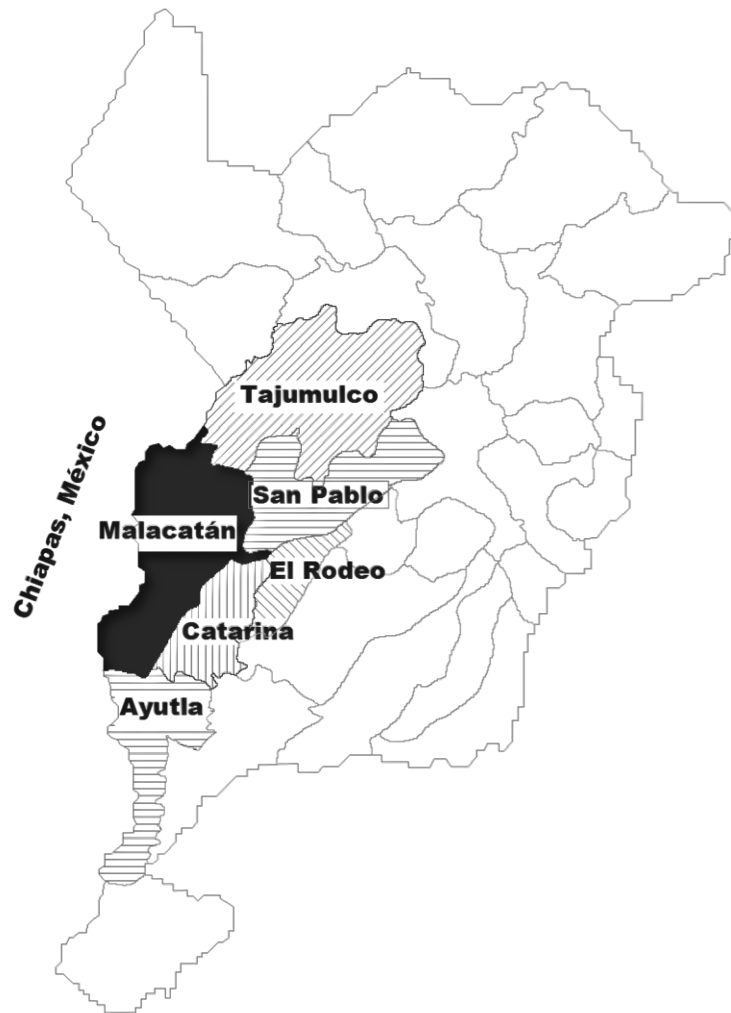 Tajumulco
Chiapas, México
San Pablo
Malacatán
El Rodeo
Catarina
Ayutla